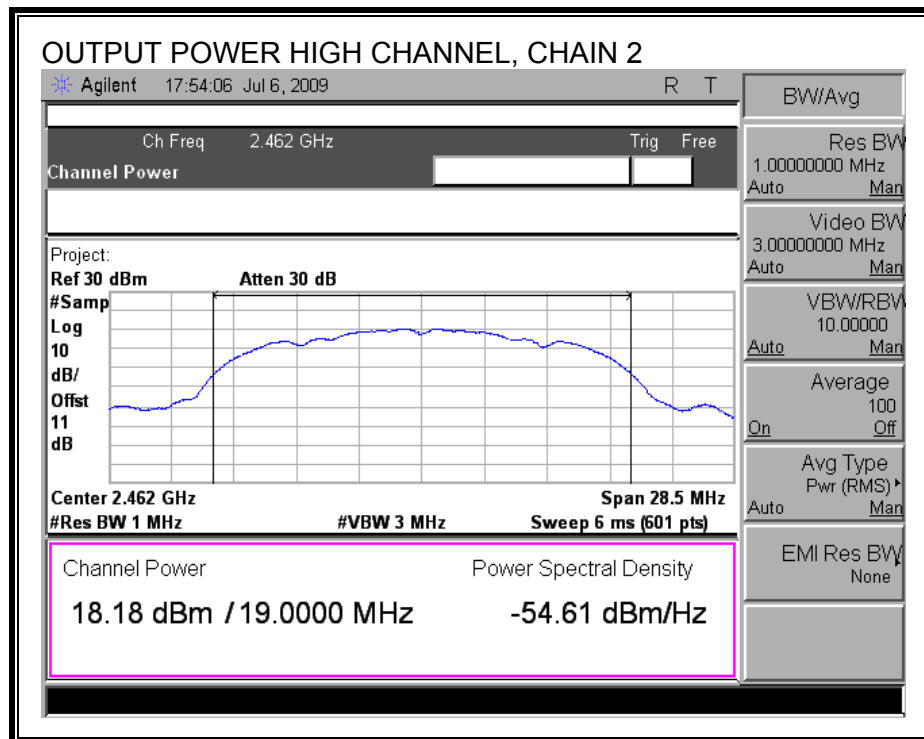 OUTPUT POWER HIGH CHANNEL, CHAIN 2
Agilent 17:54:06 Jul 6, 2009 R T
Ch Freq 2.462 GHz Trig Free
Channel Power
Project:
Ref 30 dBm Atten 30 dB
#Samp
Log
10
dB/
Offst
11
dB
Center 2.462 GHz Span 28.5 MHz
#Res BW 1 MHz #VBW 3 MHz Sweep 6 ms (601 pts)
Channel Power Power Spectral Density
18.18 dBm / 19.0000 MHz -54.61 dBm/Hz
BW/Avg
Res BW
1.00000000 MHz
Auto Man
Video BW
3.00000000 MHz
Auto Man
VBW/RBW
10.00000
Auto Man
Average
100
On Off
Avg Type
Pwr (RMS)
Auto Man
EMI Res BW
None